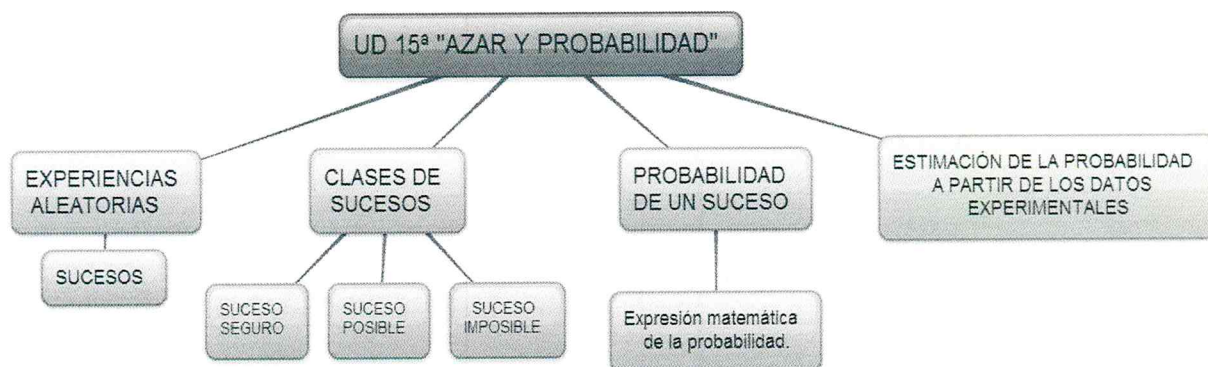 UD 15ª "AZAR Y PROBABILIDAD"
EXPERIENCIAS
ALEATORIAS
SUCESOS
CLASES DE
SUCESOS
SUCESO
SEGURO
SUCESO
POSIBLE
SUCESO
IMPOSIBLE
PROBABILIDAD
DE UN SUCESO
Expresión matemática
de la probabilidad.
ESTIMACIÓN DE LA PROBABILIDAD
A PARTIR DE LOS DATOS
EXPERIMENTALES